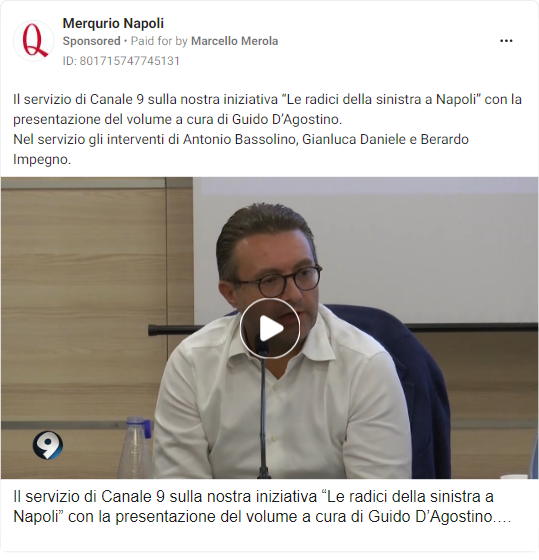 Merqurio Napoli
Sponsored • Paid for by Marcello Merola
ID: 801715747745131
Il servizio di Canale 9 sulla nostra iniziativa “Le radici della sinistra a Napoli” con la
presentazione del volume a cura di Guido D’Agostino.
Nel servizio gli interventi di Antonio Bassolino, Gianluca Daniele e Berardo
Impegno.
9
Il servizio di Canale 9 sulla nostra iniziativa “Le radici della sinistra a
Napoli” con la presentazione del volume a cura di Guido D’Agostino....